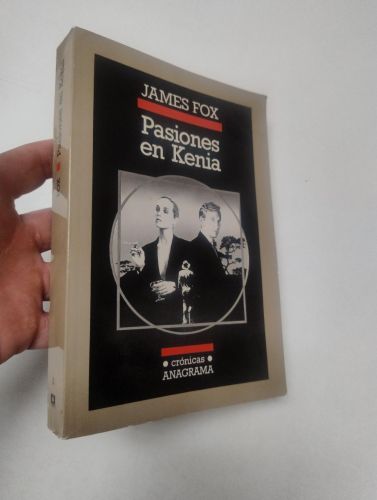 JAMES FOX
Pasiones
en Kenia
• crónicas •
ANAGRAMA